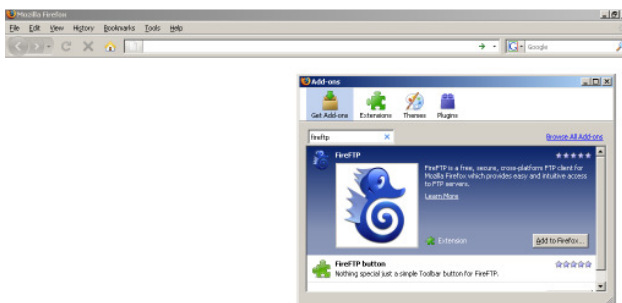 Mozilla Firefox
File Edit View History Bookmarks Tools Help
Google
Add-ons
Get Add-ons Extensions Themes Plugins
fireftp Browse All Add-ons
FireFTP
FireFTP is a free, secure, cross-platform FTP client for
Mozilla Firefox which provides easy and intuitive access
to FTP servers.
Learn More
Extension Add to Firefox...
FireFTP button
Nothing special just a simple Toolbar button for FireFTP.